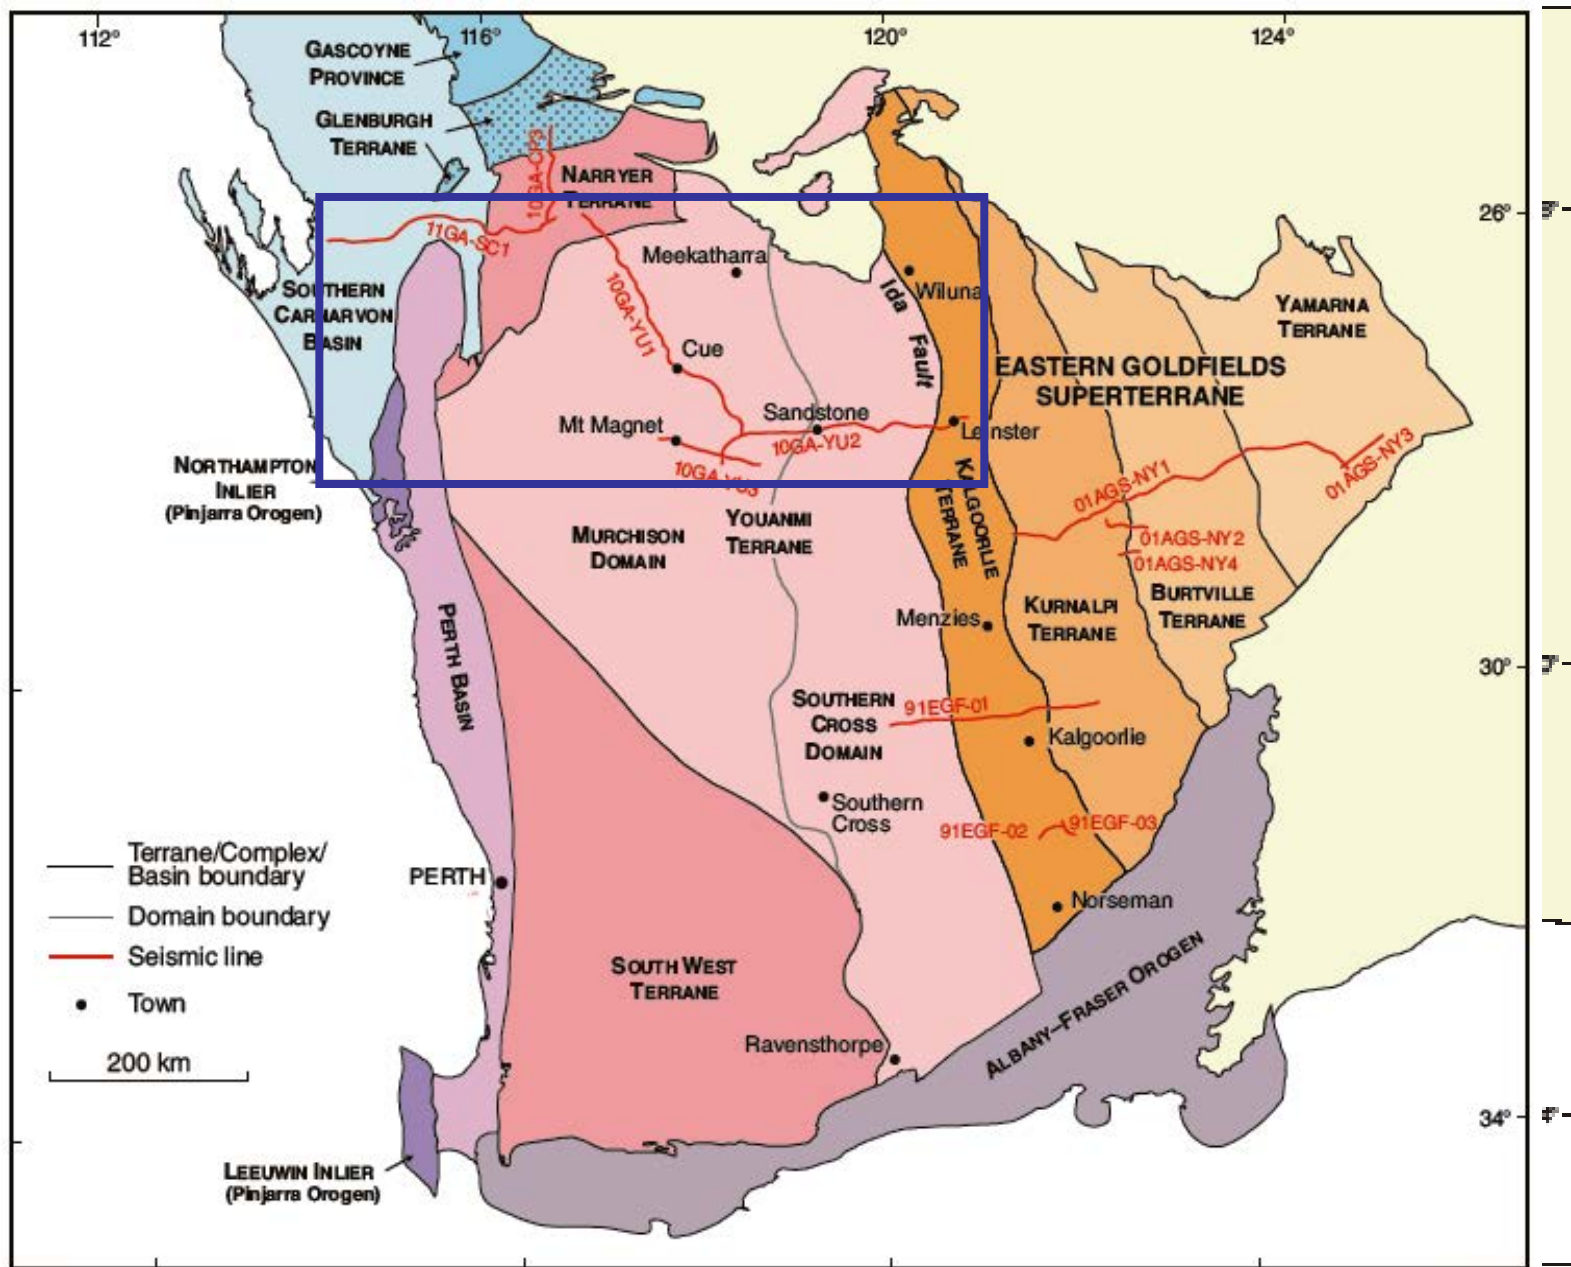 112°
116°
120°
124°
GASCOYNE
PROVINCE
GLENBURGH
TERRANE
10GA-CP3
NARRYER
TERRANE
26°
11GA-SC1
Meekatharra
SOUTHERN
CARNARVON
BASIN
10GA-YU1
Ida Fault
Wiluna
YAMARNA
TERRANE
Cue
EASTERN GOLDFIELDS
SUPERTERRANE
Mt Magnet
Sandstone
10GA-YU2
Leinster
10GA-YU3
01AGS-NY1
01AGS-NY3
NORTHAMPTON
INLIER
(Pinjarra Orogen)
KALGOORLIE
TERRANE
MURCHISON
DOMAIN
YOUANMI
TERRANE
01AGS-NY2
01AGS-NY4
BURTVILLE
TERRANE
KURNALPI
TERRANE
Menzies
PERTH BASIN
30°
SOUTHERN
CROSS
DOMAIN
91EGF-01
Kalgoorlie
Southern
Cross
91EGF-02
91EGF-03
Terrane/Complex/
Basin boundary
Domain boundary
Seismic line
Town
200 km
PERTH
Norseman
SOUTH WEST
TERRANE
ALBANY–FRASER OROGEN
Ravensthorpe
34°
LEEUWIN INLIER
(Pinjarra Orogen)